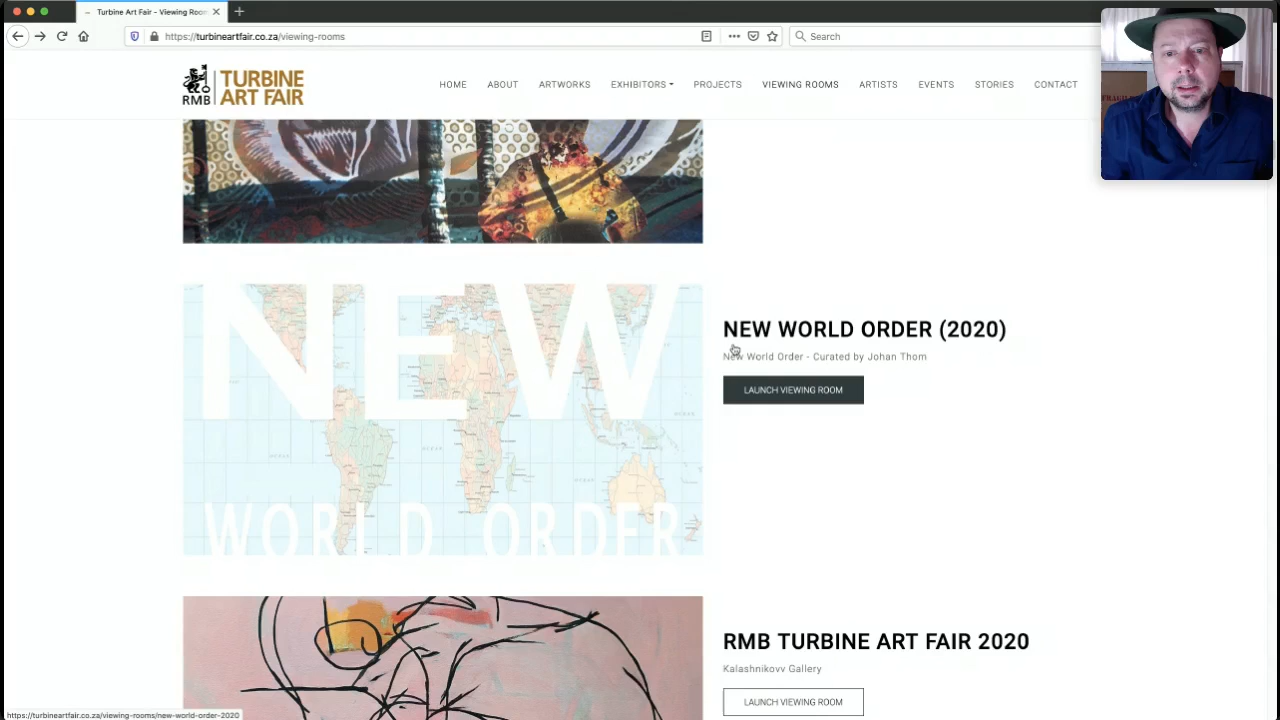 Turbine Art Fair - Viewing Roo
https://turbineartfair.co.za/viewing-rooms
Search
RMB
TURBINE
ART FAIR
HOME
ABOUT
ARTWORKS
EXHIBITORS
PROJECTS
VIEWING ROOMS
ARTISTS
EVENTS
STORIES
CONTACT
NEW
WORLD ORDER
NEW WORLD ORDER (2020)
New World Order - Curated by Johan Thom
LAUNCH VIEWING ROOM
RMB TURBINE ART FAIR 2020
Kalashnikovv Gallery
LAUNCH VIEWING ROOM
https://turbineartfair.co.za/viewing-rooms/new-world-order-2020